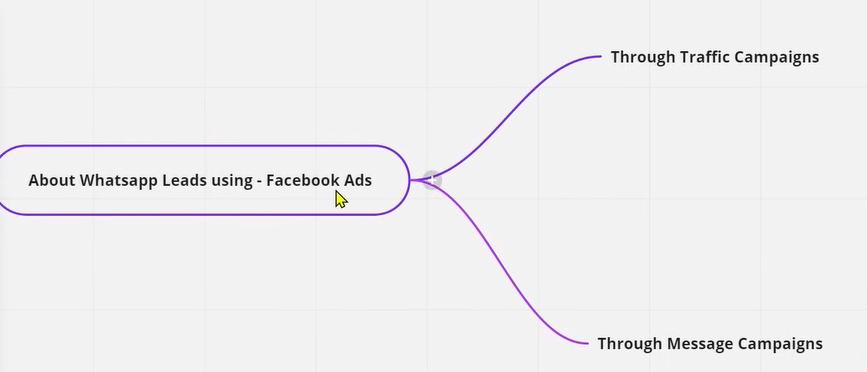 Through Traffic Campaigns
About Whatsapp Leads using - Facebook Ads
Through Message Campaigns